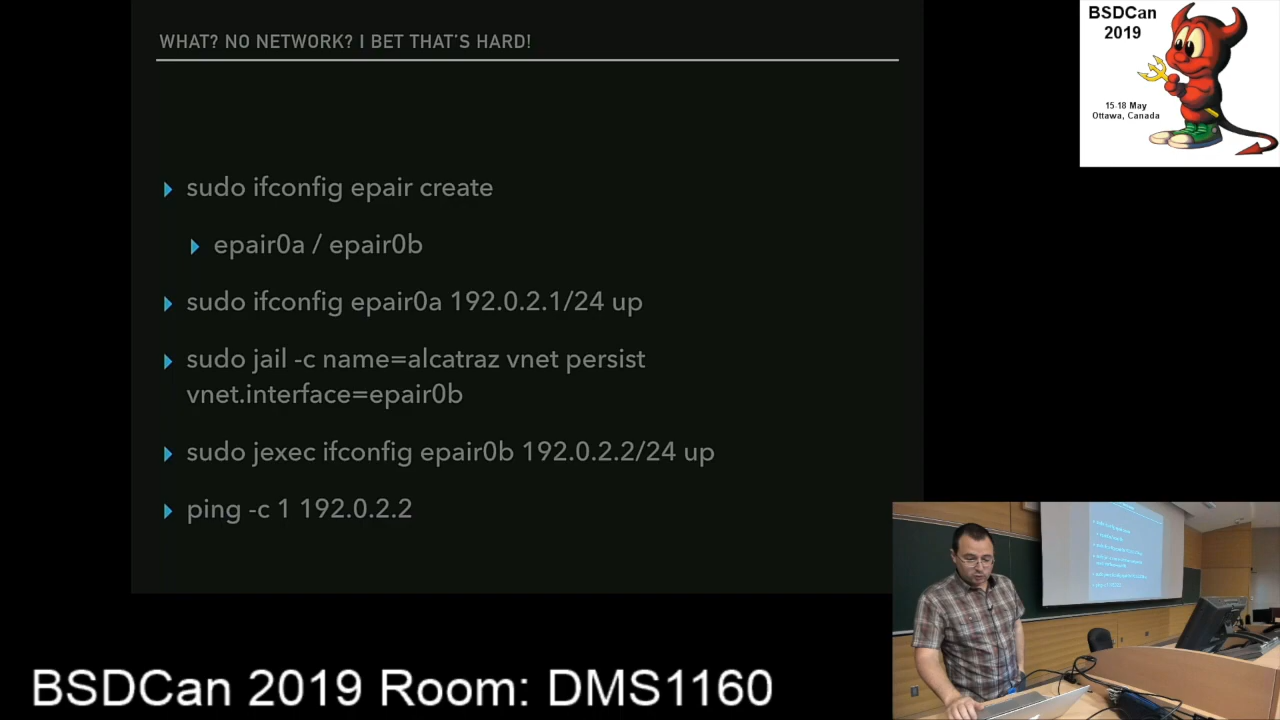 WHAT? NO NETWORK? I BET THAT'S HARD!
sudo ifconfig epair create
epair0a / epair0b
sudo ifconfig epair0a 192.0.2.1/24 up
sudo jail -c name=alcatraz vnet persist
vnet.interface=epair0b
sudo jexec ifconfig epair0b 192.0.2.2/24 up
ping -c 1 192.0.2.2
BSDCan
2019
15-18 May
Ottawa, Canada
BSDCan 2019 Room: DMS1160